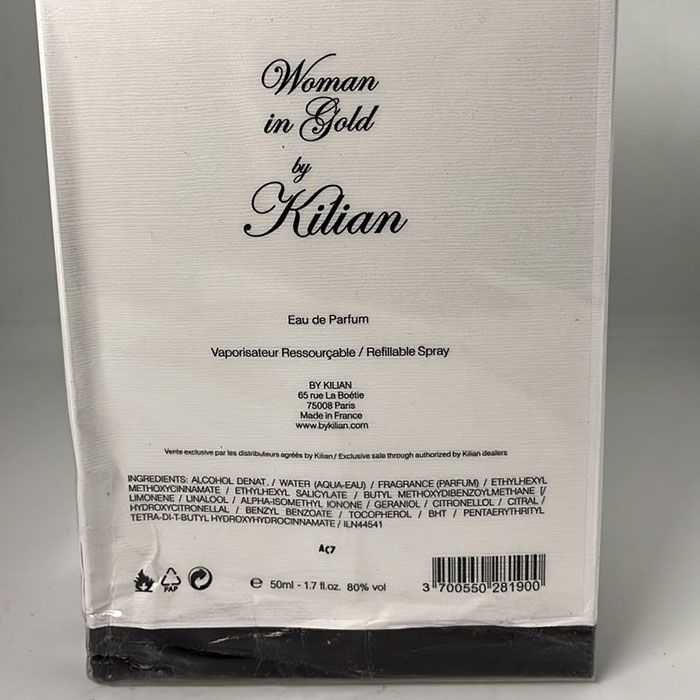 Woman
in Gold
by
Kilian
Eau de Parfum
Vaporisateur Ressourçable / Refillable Spray
BY KILIAN
65 rue La Boétie
75008 Paris
Made in France
www.bykilian.com
Vente exclusive par les distributeurs agréés by Kilian / Exclusive sale through authorized by Kilian dealers
INGREDIENTS: ALCOHOL DENAT. / WATER (AQUA-EAU) / FRAGRANCE (PARFUM) / ETHYLHEXYL
METHOXYCINNAMATE / ETHYLHEXYL SALICYLATE / BUTYL METHOXYDIBENZOYLMETHANE [/
LIMONENE / LINALOOL / ALPHA-ISOMETHYL IONONE / GERANIOL / CITRONELLOL / CITRAL /
HYDROXYCITRONELLAL / BENZYL BENZOATE / TOCOPHEROL / BHT / PENTAERYTHRITYL
TETRA-DI-T-BUTYL HYDROXYHYDROCINNAMATE / ILN44541
AC7
PAP
e 50ml - 1.7 fl.oz. 80% vol
3 700550 281900